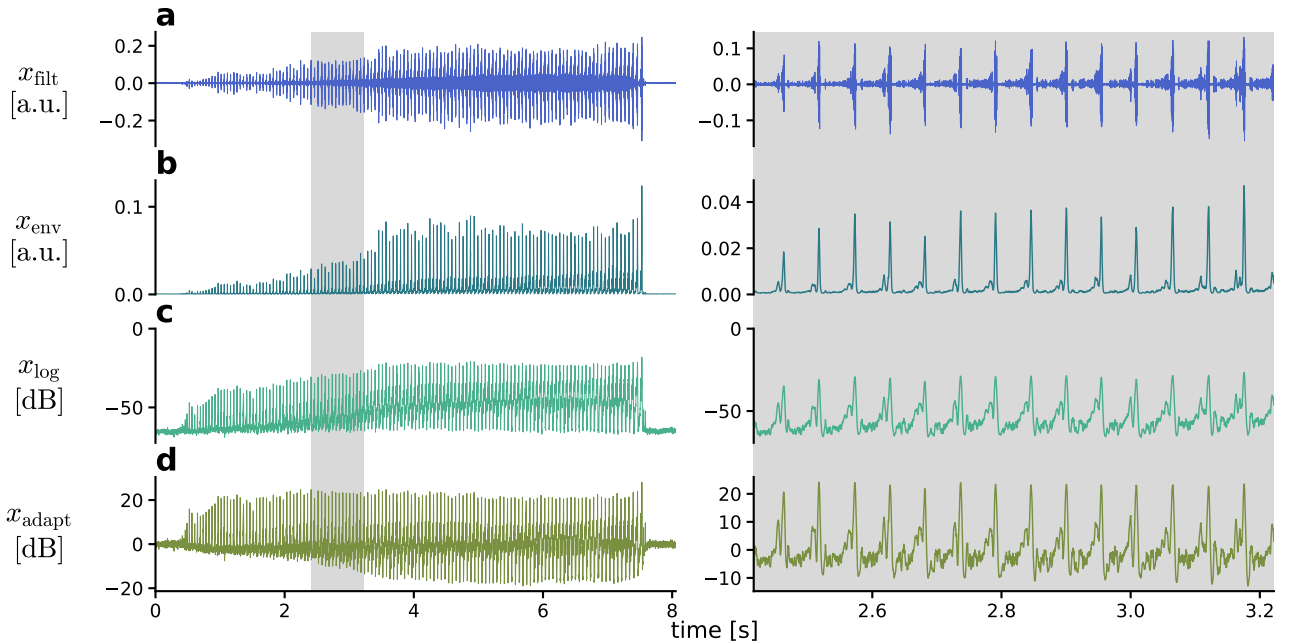 a
x_filt
[a.u.]
0.2
0.0
−0.2
0.1
0.0
−0.1
b
x_env
[a.u.]
0.1
0.0
0.04
0.02
0.00
c
x_log
[dB]
0
−50
0
−50
d
x_adapt
[dB]
20
0
−20
20
10
0
−10
0 2 4 6 8
2.6 2.8 3.0 3.2
time [s]